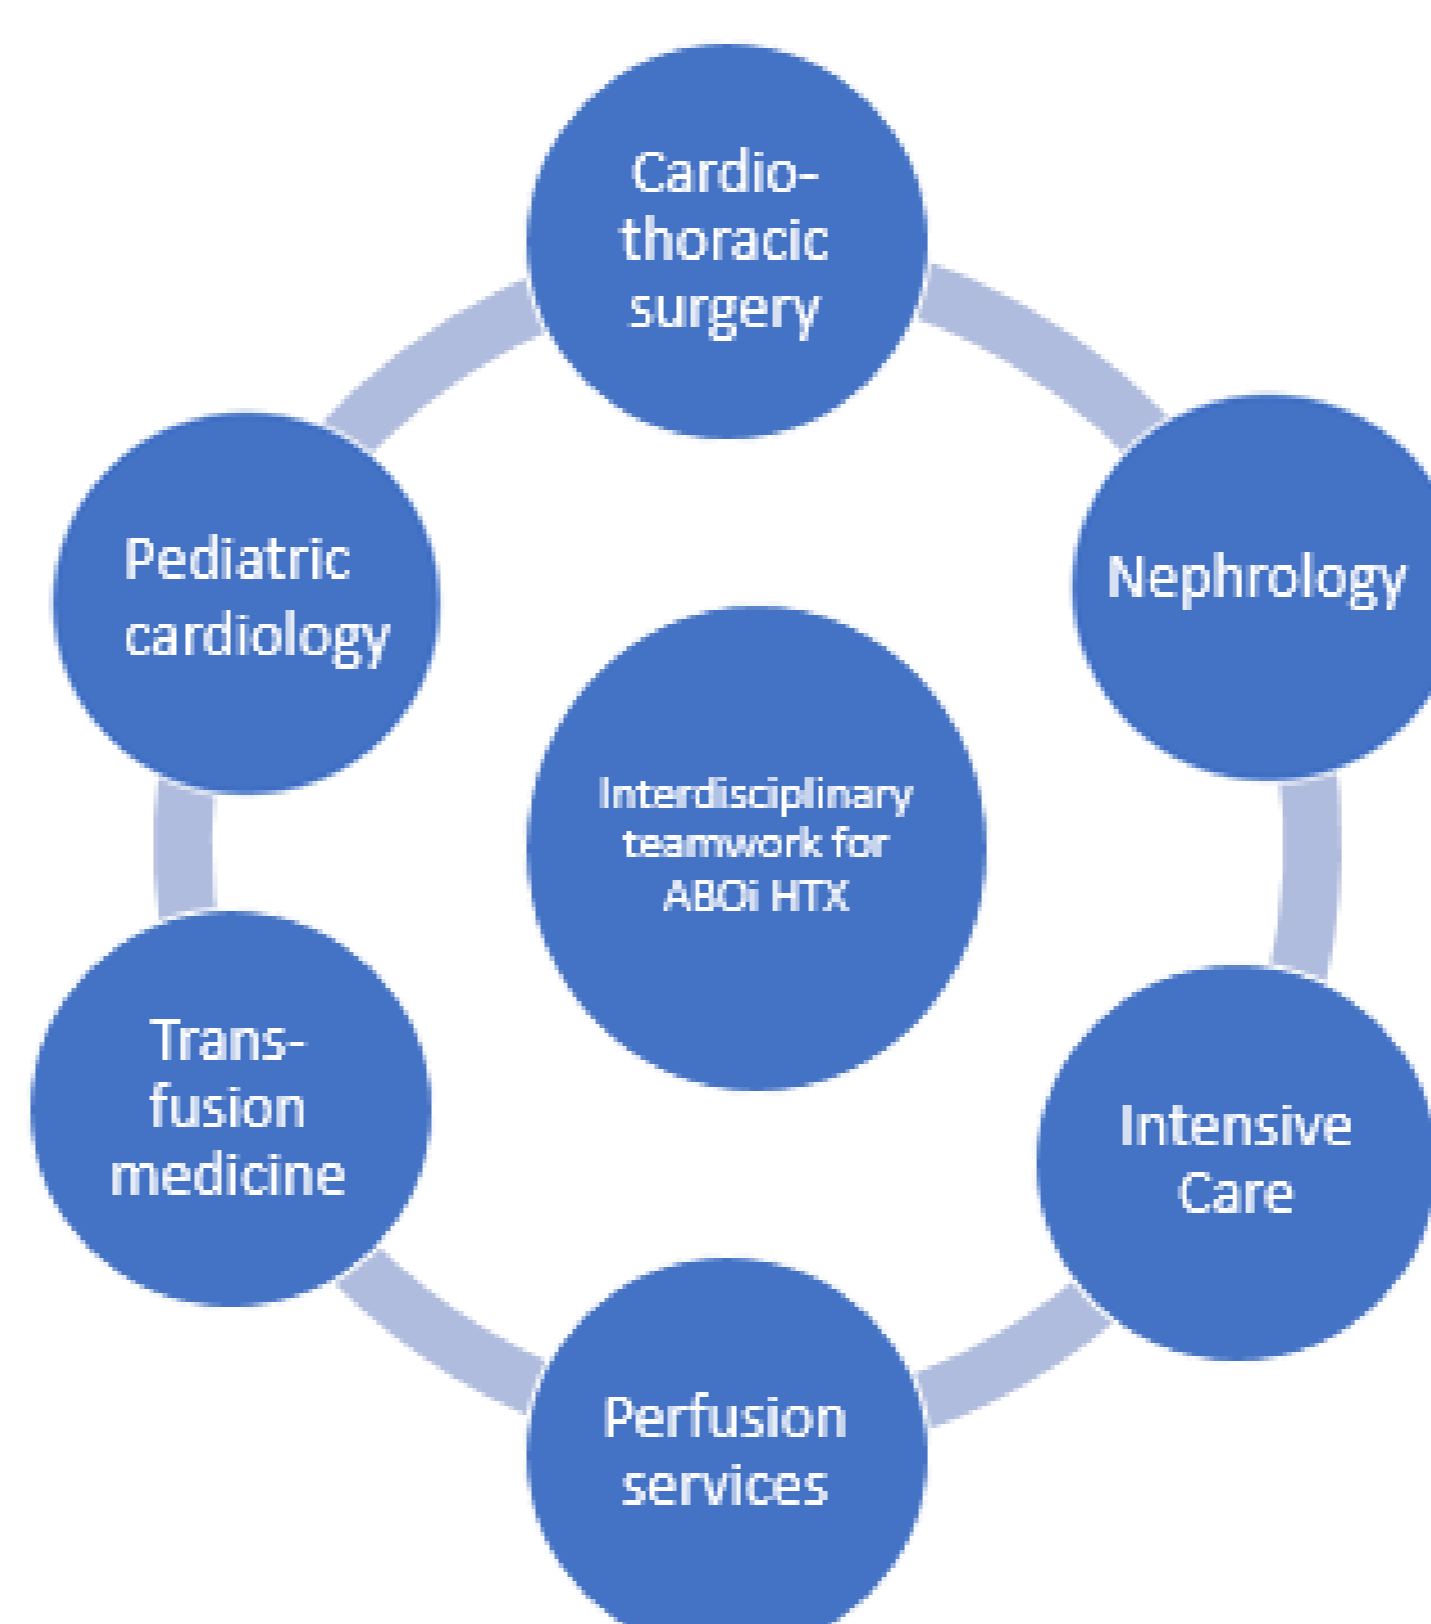 Cardio-
thoracic
surgery
Nephrology
Pediatric
cardiology
Interdisciplinary
teamwork for
ABOi HTX
Trans-
fusion
medicine
Intensive
Care
Perfusion
services